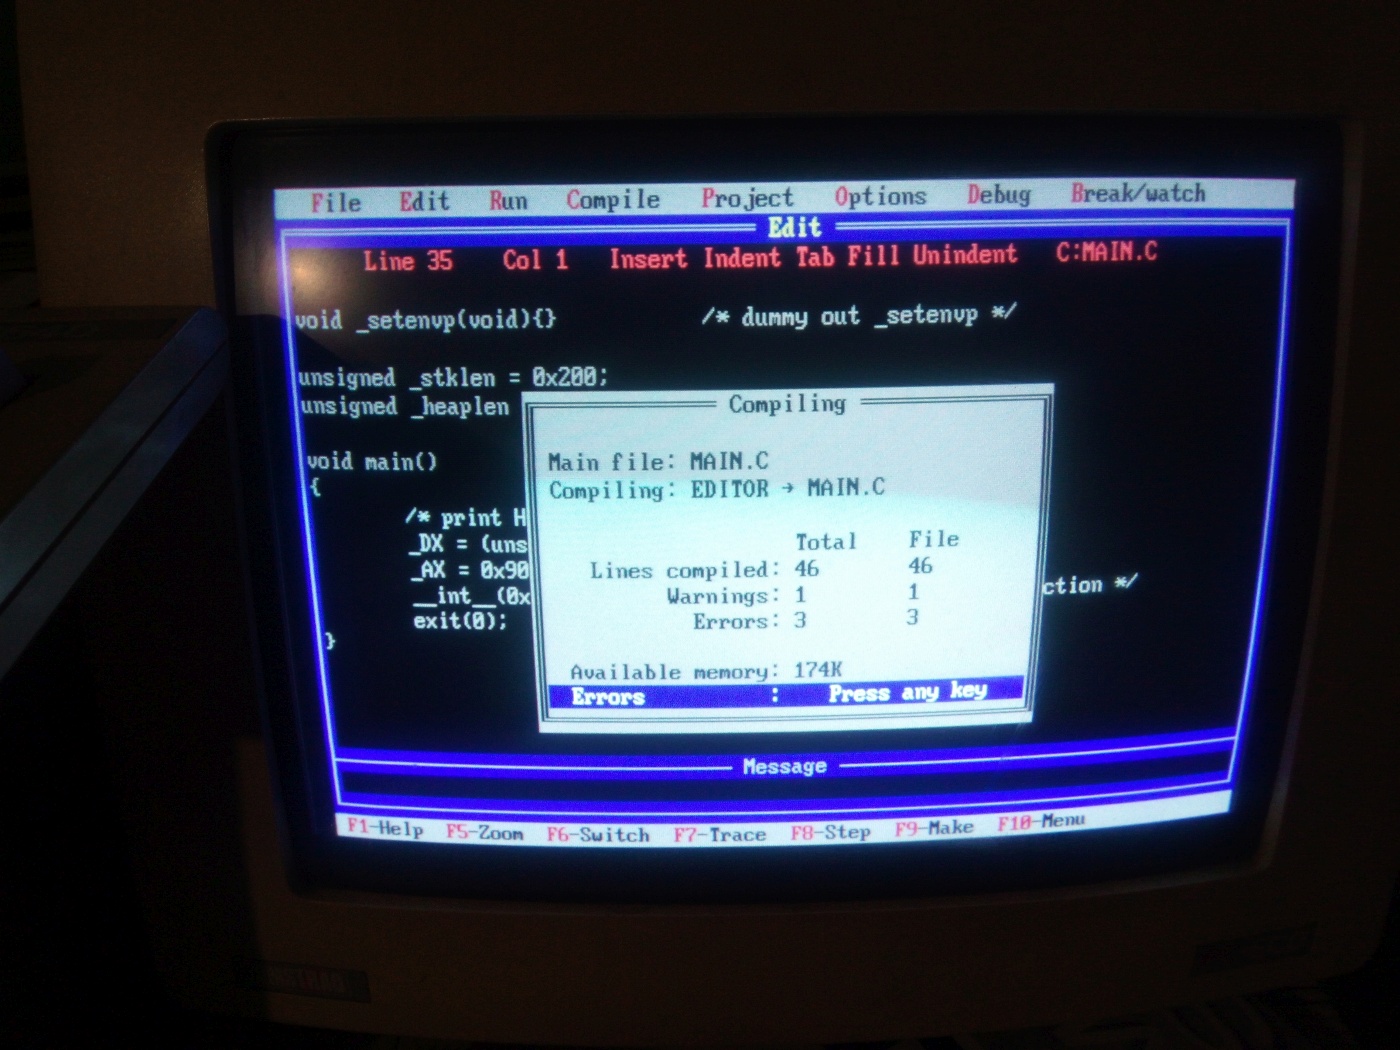 File Edit Run Compile Project Options Debug Break/watch
Edit
Line 35 Col 1 Insert Indent Tab Fill Unindent C:MAIN.C
void _setenvp(void){} /* dummy out _setenvp */
unsigned _stklen = 0x200;
unsigned _heaplen
Compiling
void main()
Main file: MAIN.C
{
Compiling: EDITOR → MAIN.C
/* print H
_DX = (uns
Total File
_AX = 0x90
Lines compiled: 46 46
__int__(0x
ction */
Warnings: 1 1
exit(0);
Errors: 3 3
}
Available memory: 174K
Errors : Press any key
Message
F1-Help F5-Zoom F6-Switch F7-Trace F8-Step F9-Make F10-Menu